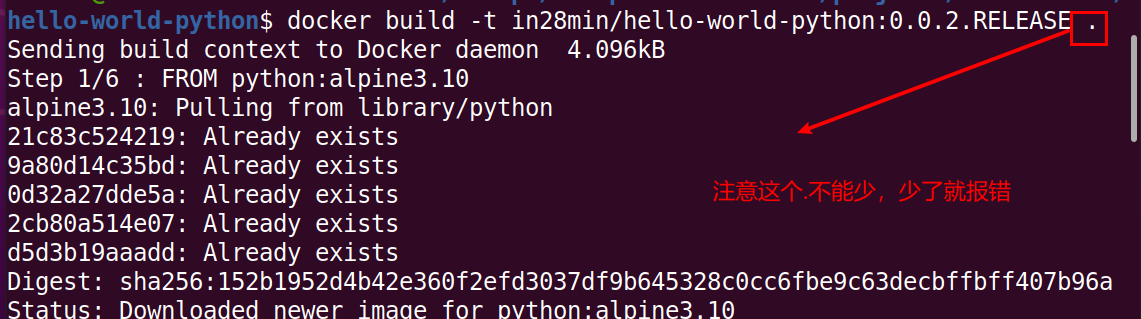 hello-world-python$ docker build -t in28min/hello-world-python:0.0.2.RELEASE .
Sending build context to Docker daemon  4.096kB
Step 1/6 : FROM python:alpine3.10
alpine3.10: Pulling from library/python
21c83c524219: Already exists
9a80d14c35bd: Already exists
0d32a27dde5a: Already exists
2cb80a514e07: Already exists
d5d3b19aaadd: Already exists
注意这个.不能少，少了就报错
Digest: sha256:152b1952d4b42e360f2efd3037df9b645328c0cc6fbe9c63decbffbff407b96a
Status: Downloaded newer image for python:alpine3.10